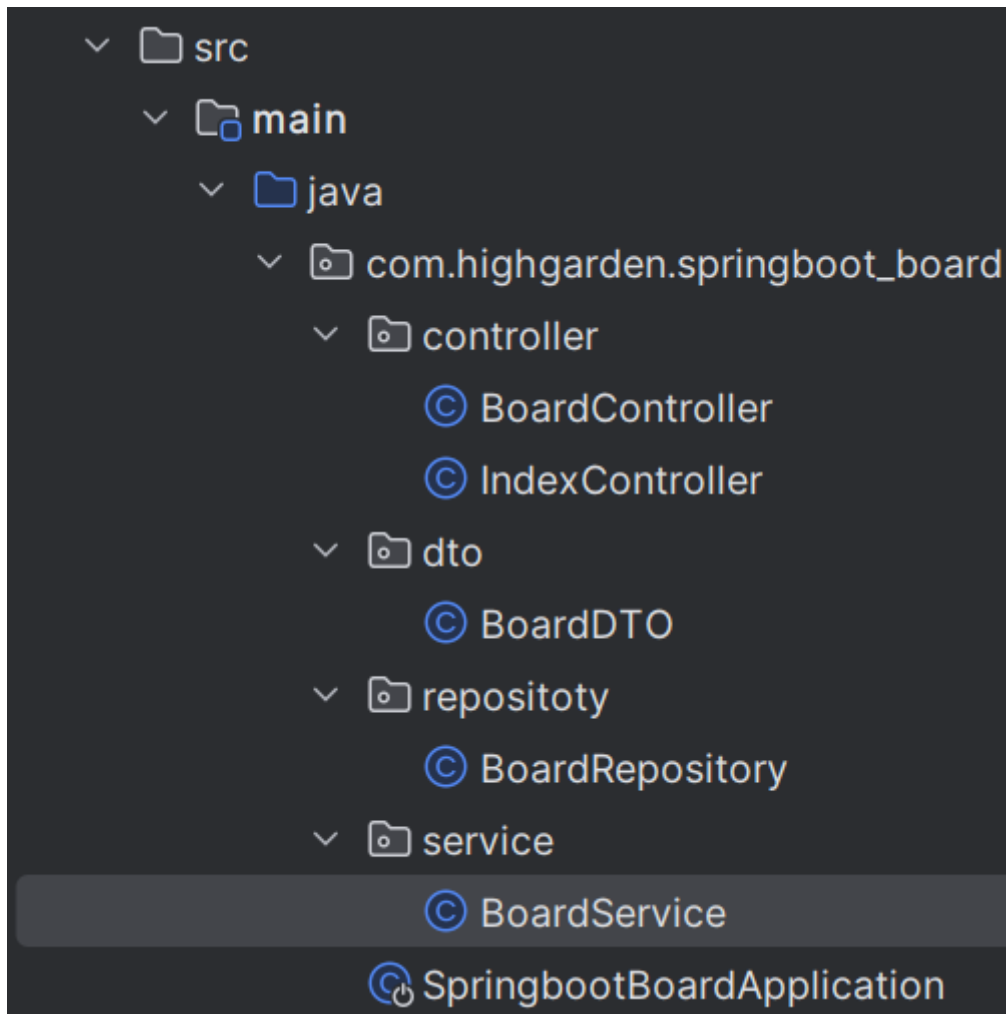 src
main
java
com.highgarden.springboot_board
controller
BoardController
IndexController
dto
BoardDTO
repositoty
BoardRepository
service
BoardService
SpringbootBoardApplication